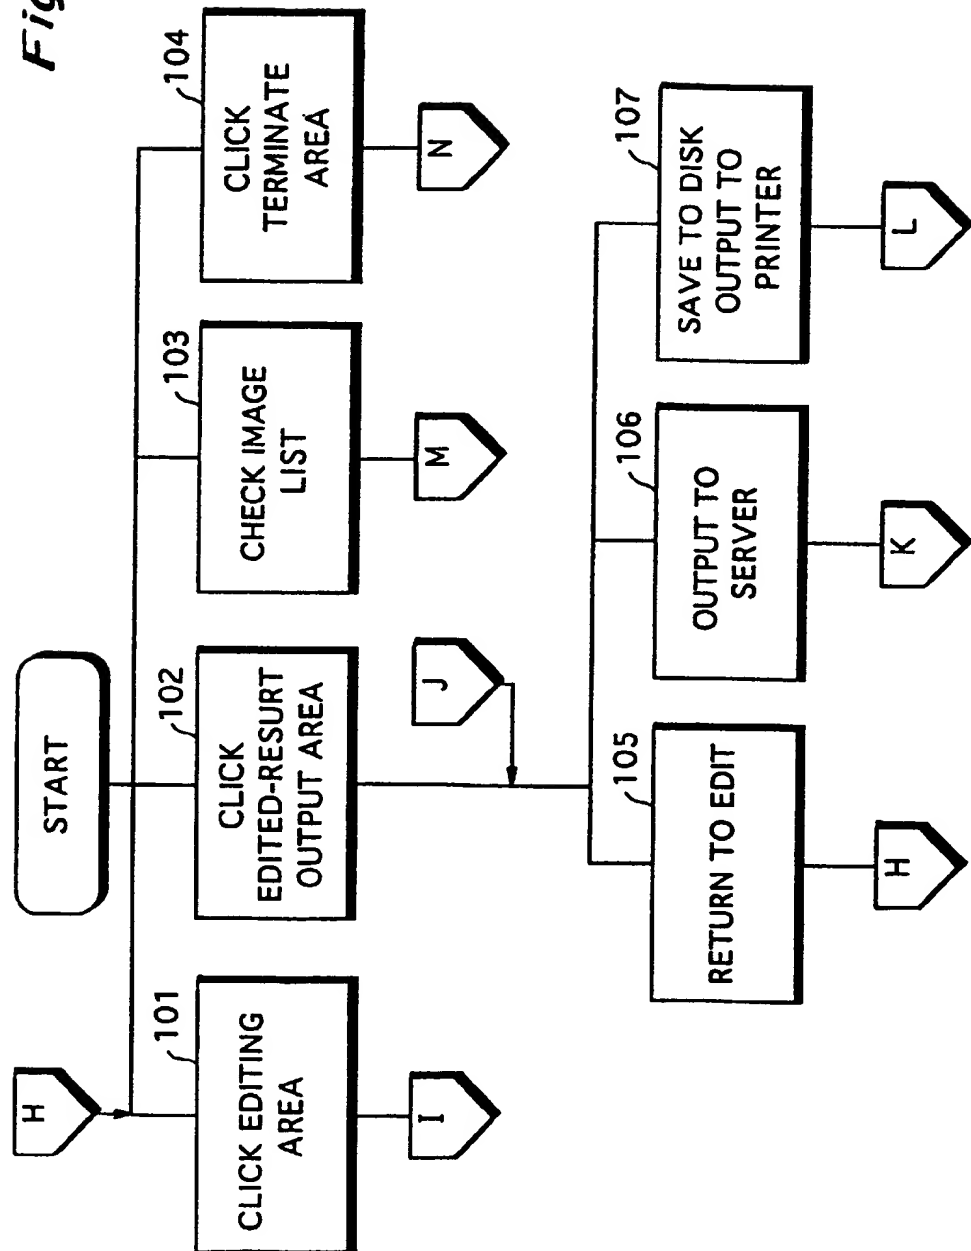 Fig
START
H
101
CLICK EDITING
AREA
I
102
CLICK
EDITED-RESURT
OUTPUT AREA
J
103
CHECK IMAGE
LIST
M
104
CLICK
TERMINATE
AREA
N
105
RETURN TO EDIT
H
106
OUTPUT TO
SERVER
K
107
SAVE TO DISK
OUTPUT TO
PRINTER
L